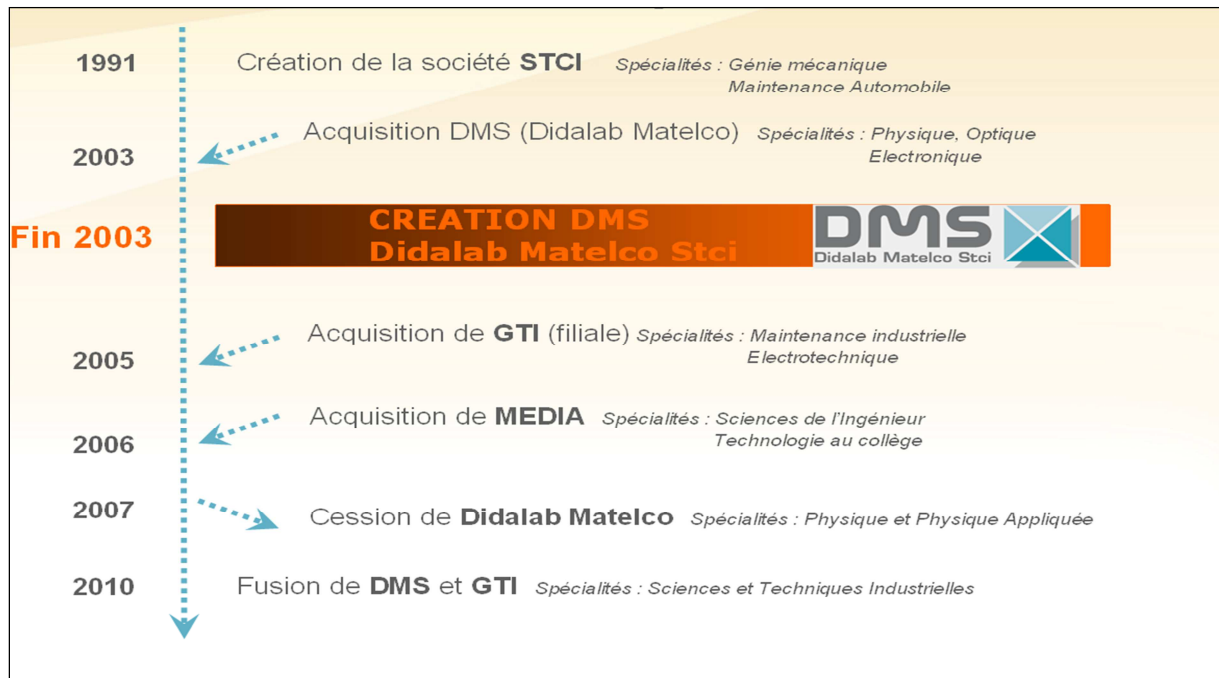 1991 Création de la société STCI Spécialités : Génie mécanique
Maintenance Automobile
Acquisition DMS (Didalab Matelco) Spécialités : Physique, Optique
2003 Electronique
Fin 2003
CREATION DMS
Didalab Matelco Stci
DMS
Didalab Matelco Stci
Acquisition de GTI (filiale) Spécialités : Maintenance industrielle
2005 Electrotechnique
Acquisition de MEDIA Spécialités : Sciences de l'Ingénieur
2006 Technologie au collège
2007 Cession de Didalab Matelco Spécialités : Physique et Physique Appliquée
2010 Fusion de DMS et GTI Spécialités : Sciences et Techniques Industrielles